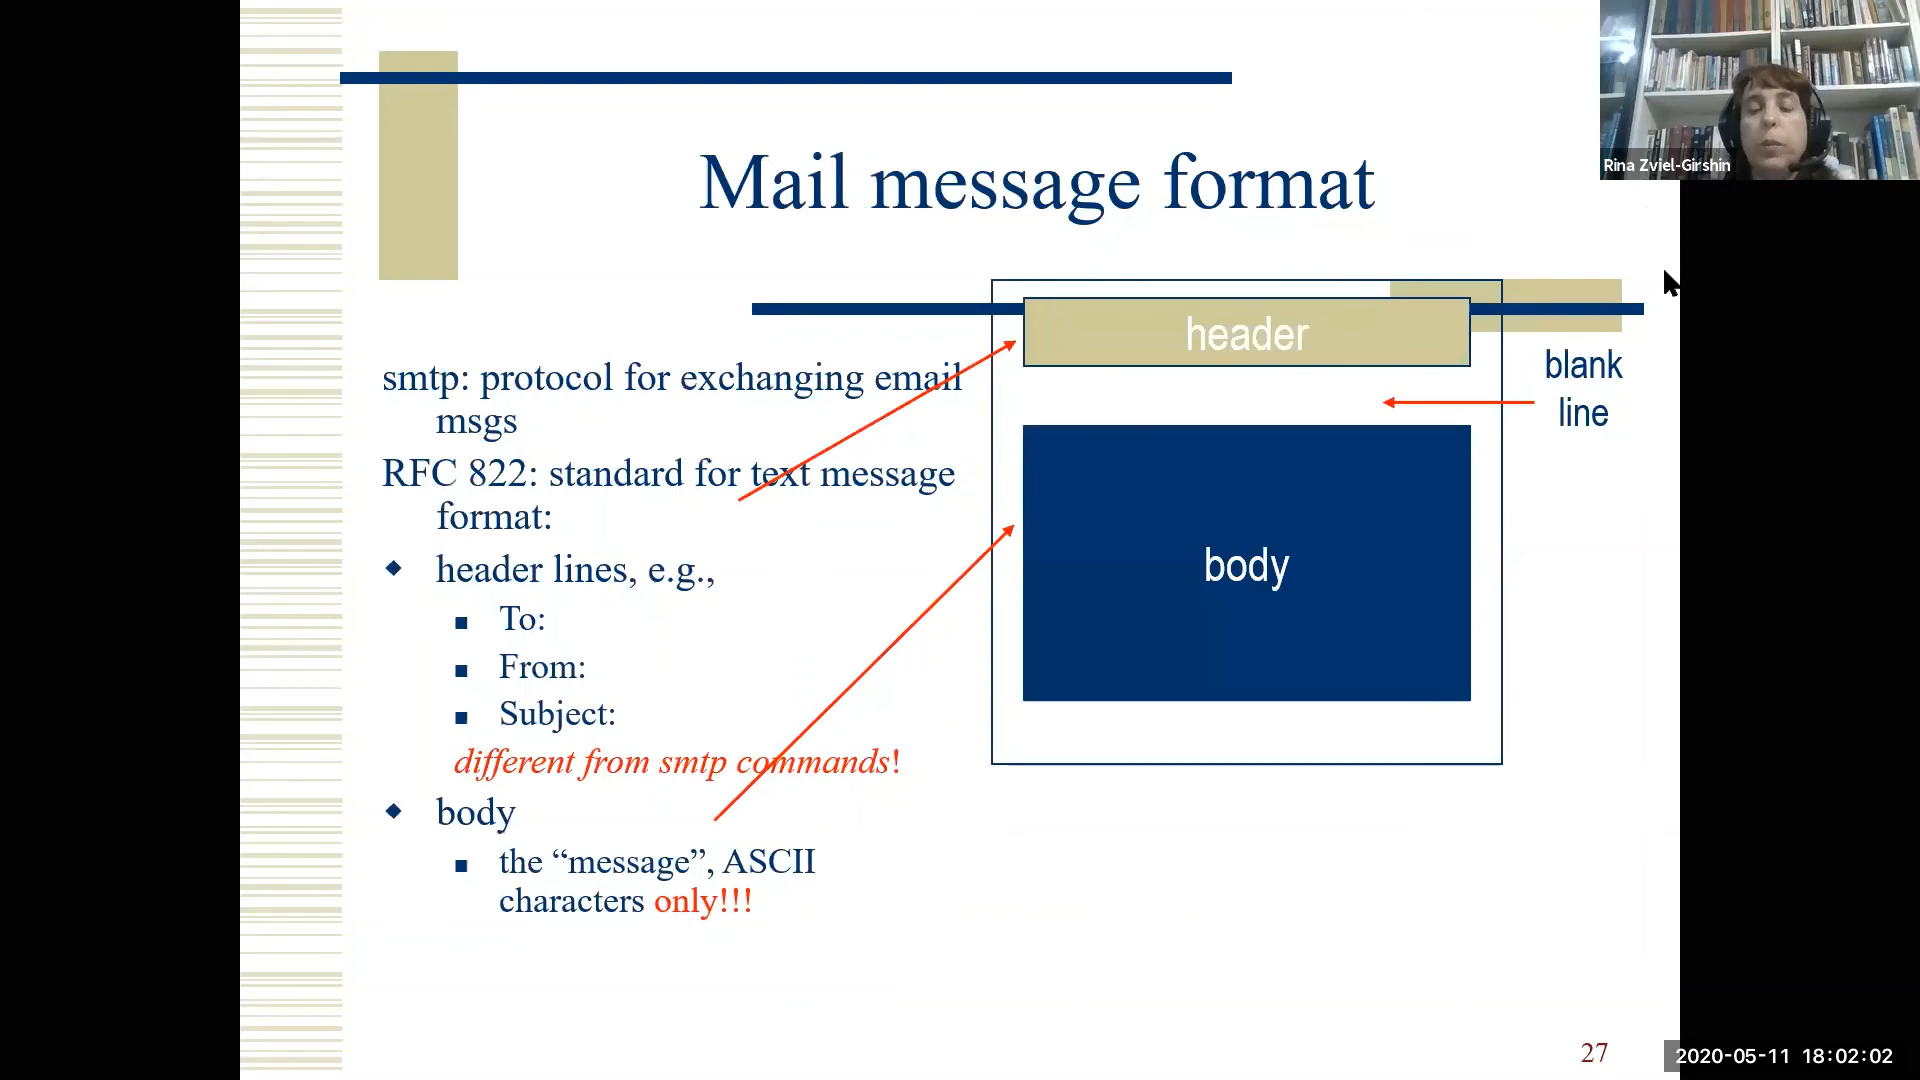 Rina Zviel-Girshin
Mail message format
smtp: protocol for exchanging email
msgs
RFC 822: standard for text message
format:
header lines, e.g.,
To:
From:
Subject:
different from smtp commands!
body
the “message”, ASCII
characters only!!!
header
blank
line
body
27
2020-05-11 18:02:02